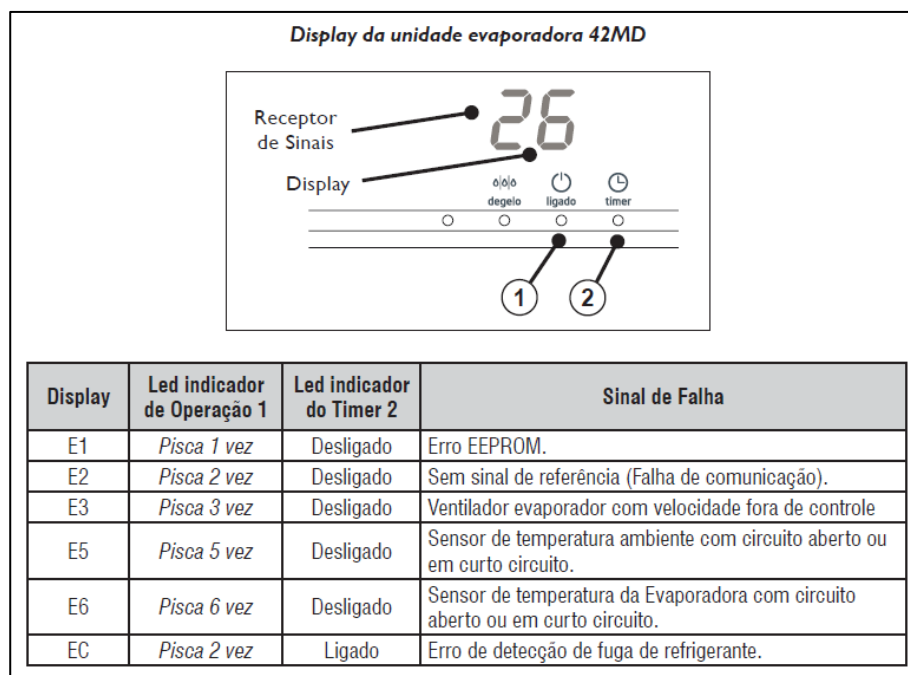 Display da unidade evaporadora 42MD
26
Receptor
de Sinais
Display
degelo ligado timer
1 2
Display Led indicador de Operação 1 Led indicador do Timer 2 Sinal de Falha
E1 Pisca 1 vez Desligado Erro EEPROM.
E2 Pisca 2 vez Desligado Sem sinal de referência (Falha de comunicação).
E3 Pisca 3 vez Desligado Ventilador evaporador com velocidade fora de controle
E5 Pisca 5 vez Desligado Sensor de temperatura ambiente com circuito aberto ou
em curto circuito.
E6 Pisca 6 vez Desligado Sensor de temperatura da Evaporadora com circuito
aberto ou em curto circuito.
EC Pisca 2 vez Ligado Erro de detecção de fuga de refrigerante.